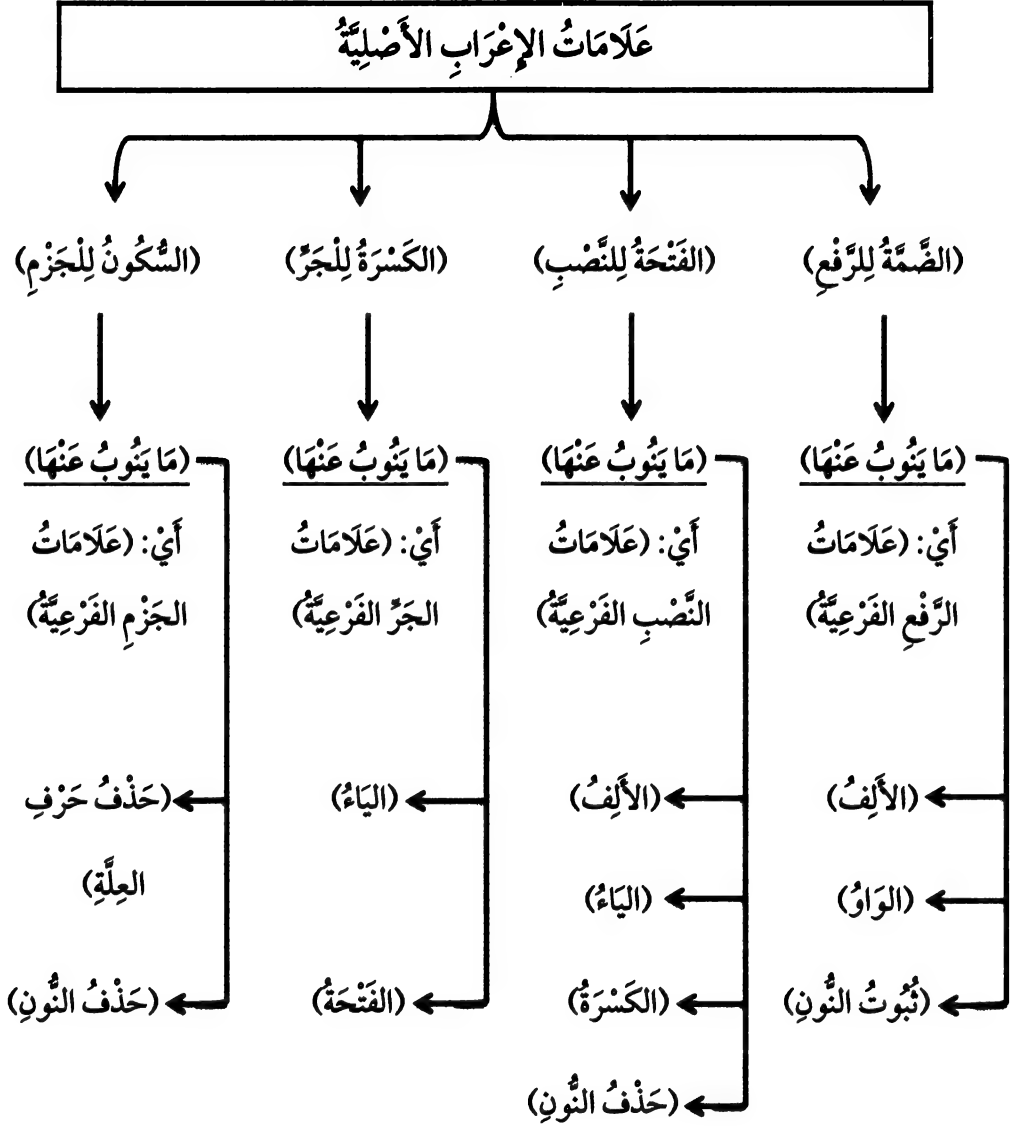 عَلَامَاتُ الإِعْرَابِ الأَصْلِيَّةُ
(الضَّمَّةُ لِلرَّفْعِ)
(الفَتْحَةُ لِلنَّصْبِ)
(الكَسْرَةُ لِلْجَرِّ)
(السُّكُونُ لِلْجَزْمِ)
(مَا يَنُوبُ عَنْهَا)
أَيْ: (عَلَامَاتُ
الرَّفْعِ الفَرْعِيَّةُ)
(الأَلِفُ)
(الوَاوُ)
(ثُبُوتُ النُّونِ)
(مَا يَنُوبُ عَنْهَا)
أَيْ: (عَلَامَاتُ
النَّصْبِ الفَرْعِيَّةُ)
(الأَلِفُ)
(اليَاءُ)
(الكَسْرَةُ)
(حَذْفُ النُّونِ)
(مَا يَنُوبُ عَنْهَا)
أَيْ: (عَلَامَاتُ
الجَرِّ الفَرْعِيَّةُ)
(اليَاءُ)
(الفَتْحَةُ)
(مَا يَنُوبُ عَنْهَا)
أَيْ: (عَلَامَاتُ
الجَزْمِ الفَرْعِيَّةُ)
(حَذْفُ حَرْفِ
العِلَّةِ)
(حَذْفُ النُّونِ)